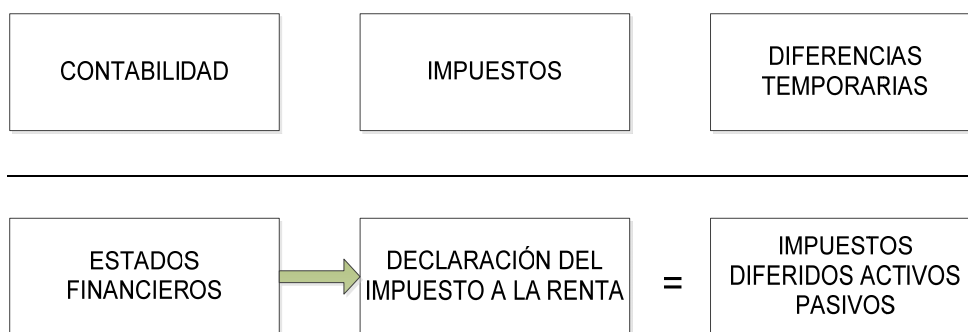 CONTABILIDAD
IMPUESTOS
DIFERENCIAS
TEMPORARIAS
ESTADOS
FINANCIEROS
DECLARACIÓN DEL
IMPUESTO A LA RENTA
=
IMPUESTOS
DIFERIDOS ACTIVOS
PASIVOS